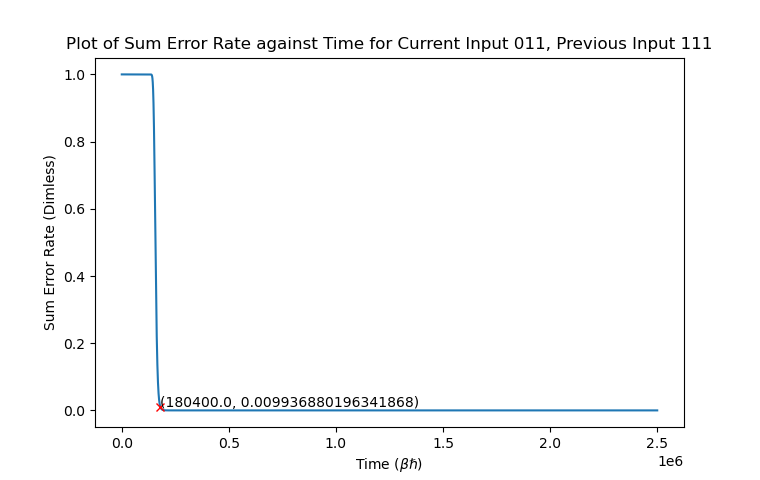 Plot of Sum Error Rate against Time for Current Input 011, Previous Input 111
1.0
0.8
0.6
0.4
0.2
0.0
Sum Error Rate (Dimless)
(180400.0, 0.009936880196341868)
0.0 0.5 1.0 1.5 2.0 2.5
1e6
Time (βℏ)